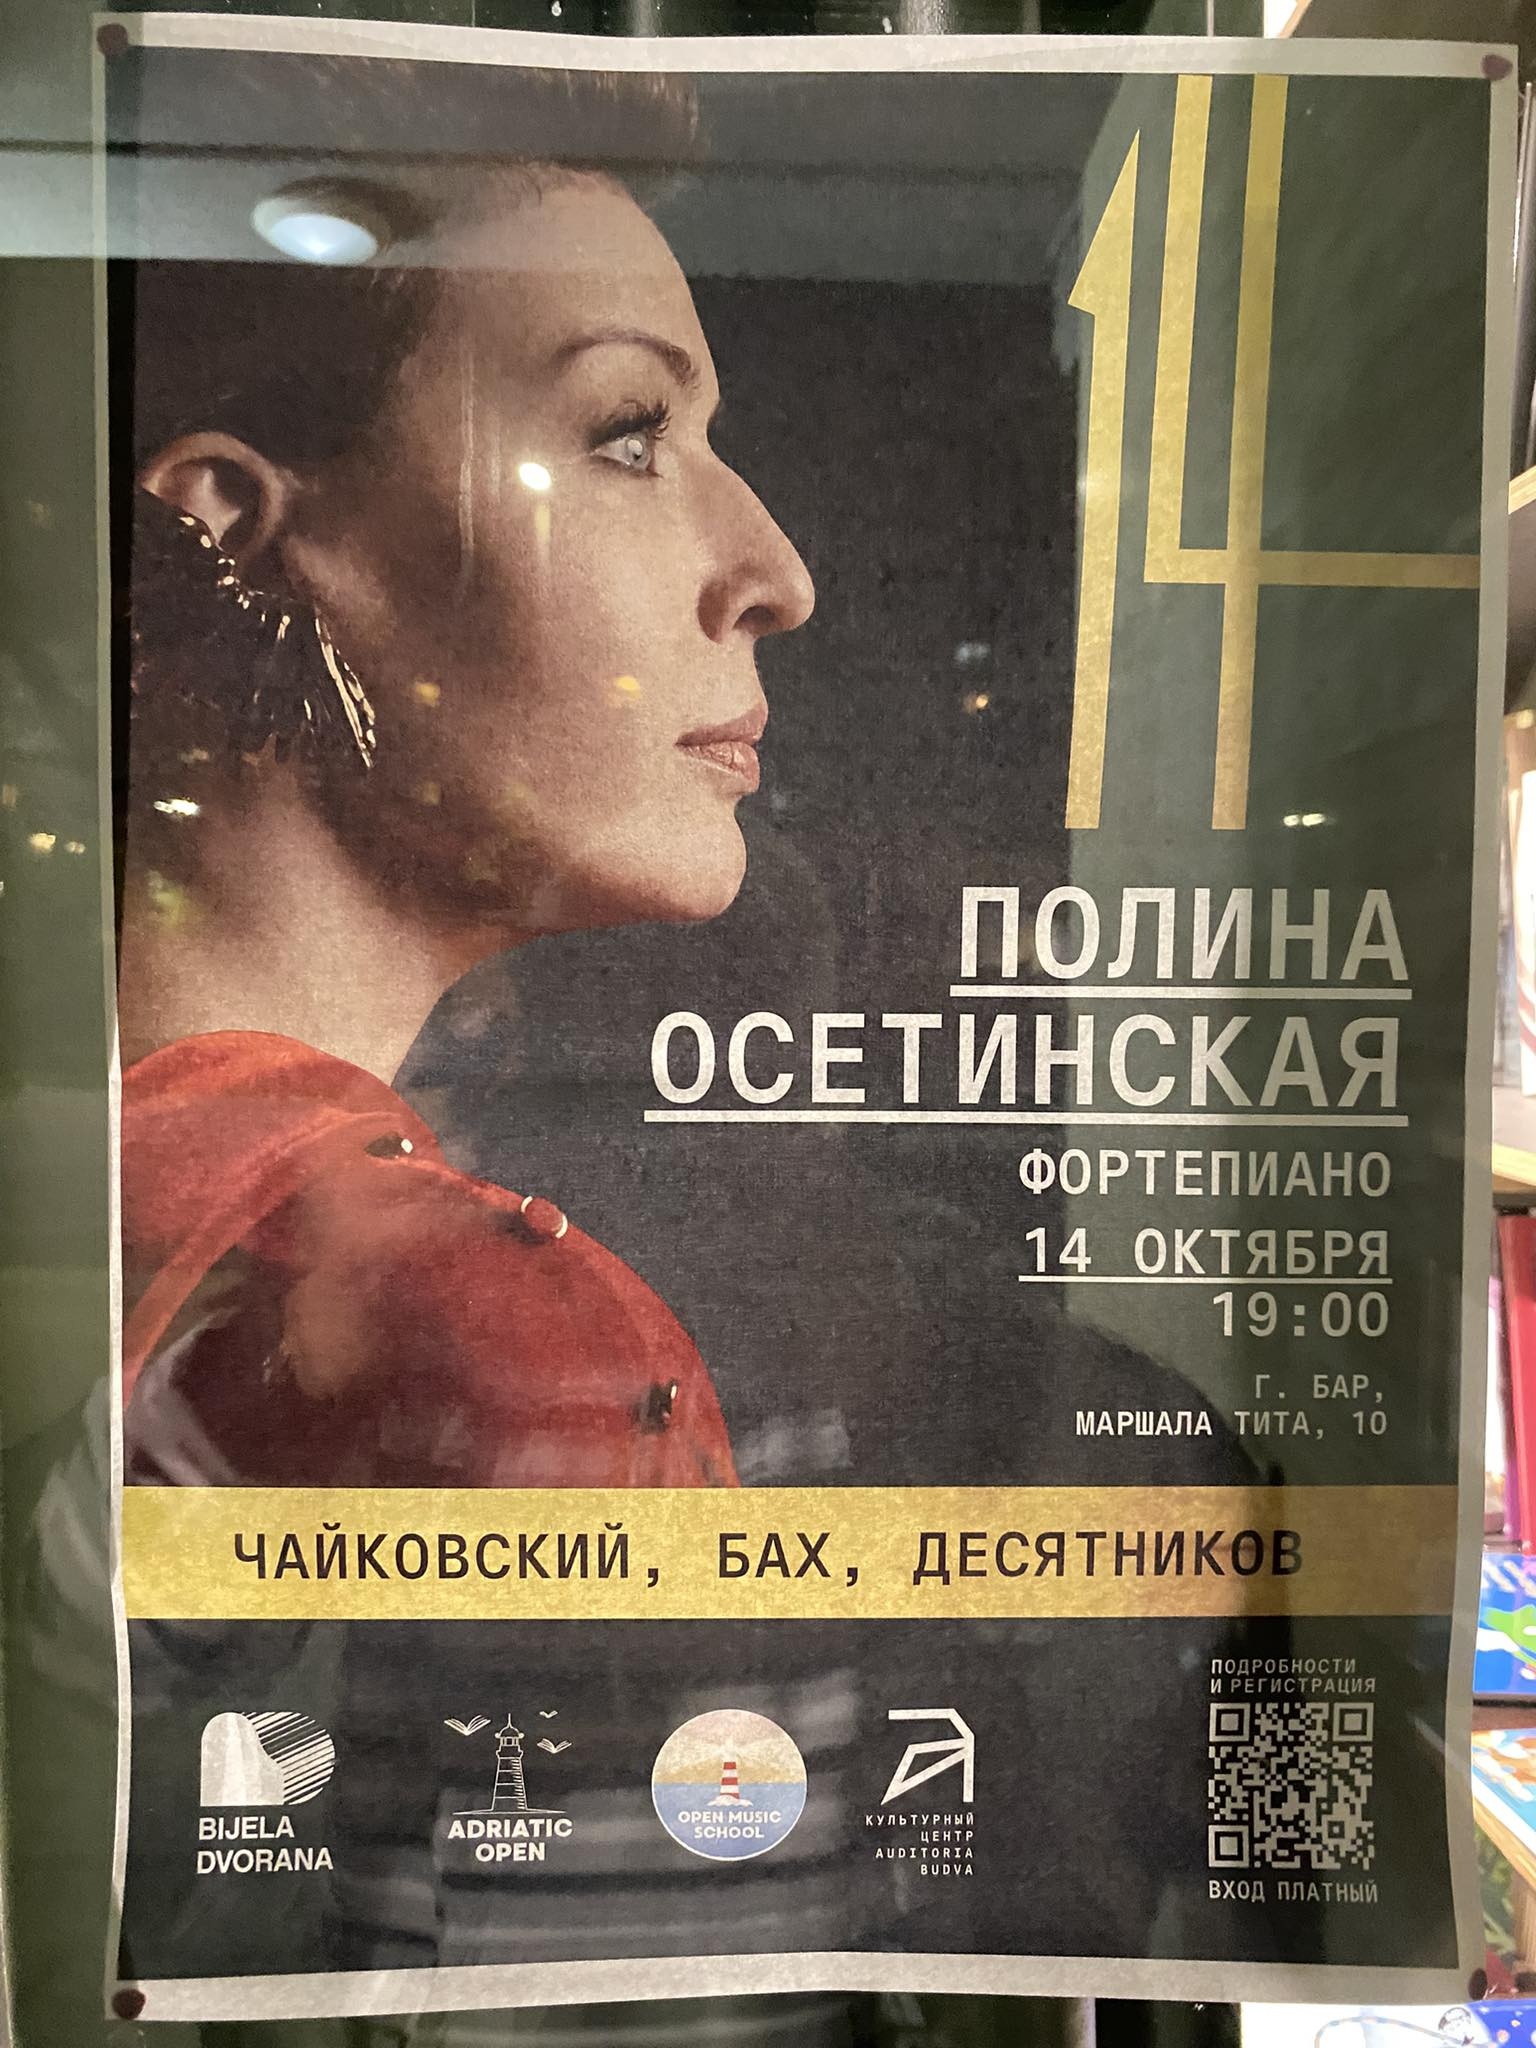 14
ПОЛИНА
ОСЕТИНСКАЯ
ФОРТЕПИАНО
14 ОКТЯБРЯ
19:00
Г. БАР,
МАРШАЛА ТИТА, 10
ЧАЙКОВСКИЙ, БАХ, ДЕСЯТНИКОВ
BIJELA
DVORANA
ADRIATIC
OPEN
OPEN MUSIC
SCHOOL
КУЛЬТУРНЫЙ
ЦЕНТР
AUDITORIA
BUDVA
ПОДРОБНОСТИ
И РЕГИСТРАЦИЯ
ВХОД ПЛАТНЫЙ